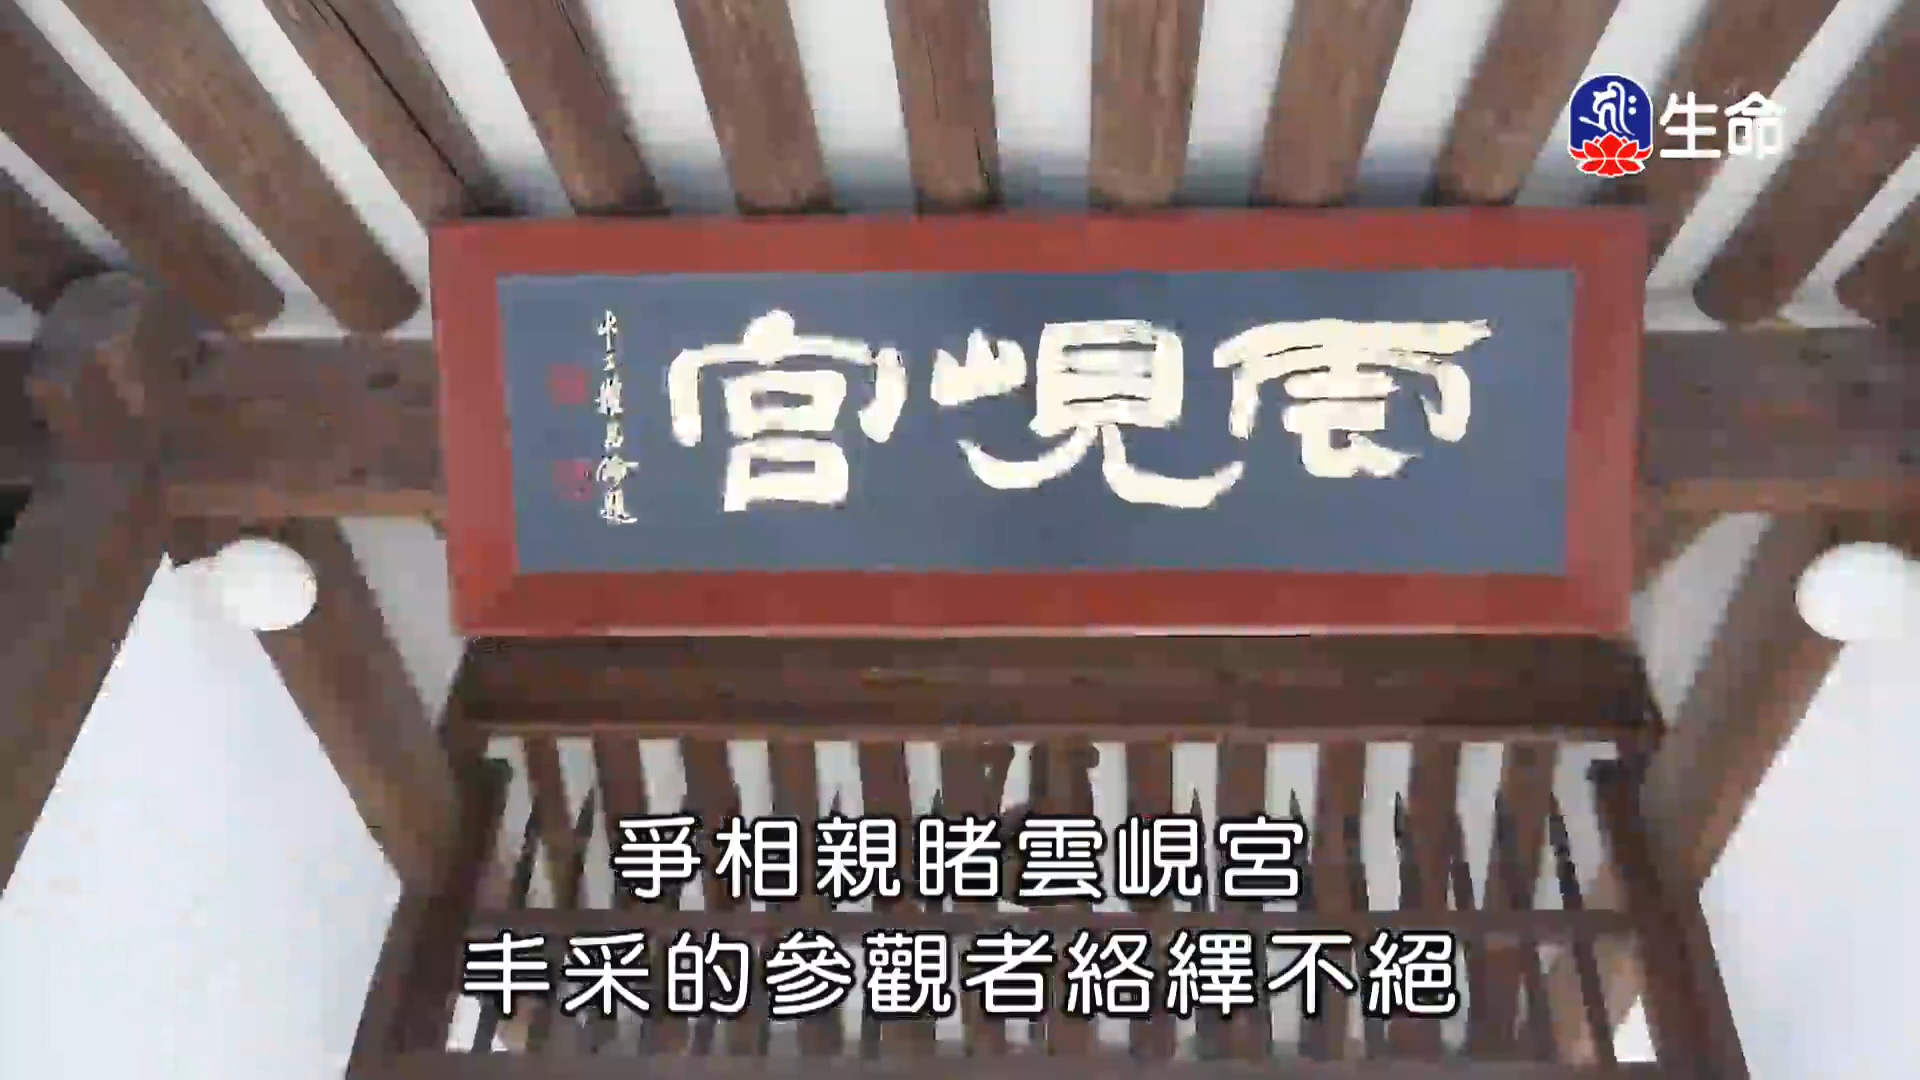 生命
宮峴雲
爭相親睹雲峴宮
丰采的參觀者絡繹不絕